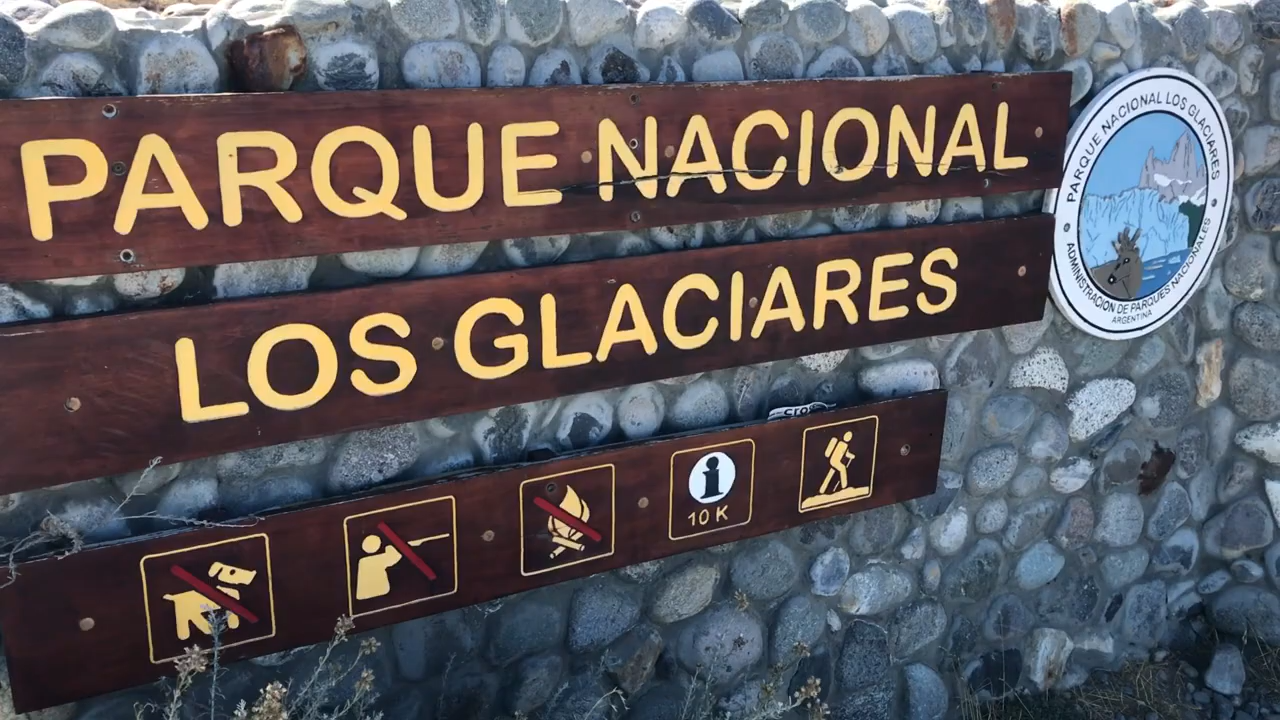 PARQUE NACIONAL
LOS GLACIARES
PARQUE NACIONAL LOS GLACIARES
ADMINISTRACION DE PARQUES NACIONALES
ARGENTINA
i
10 K